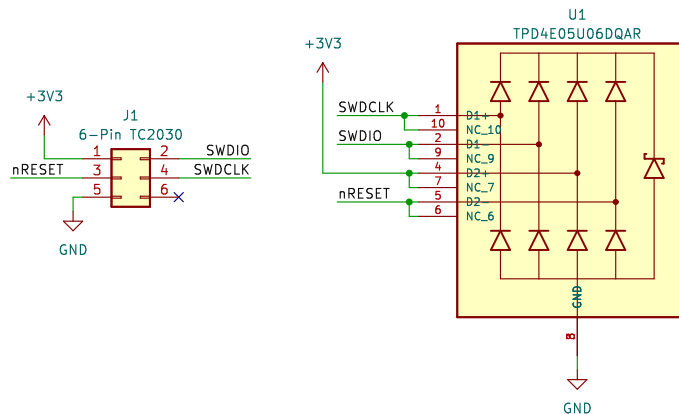 +3V3
J1
6-Pin TC2030
1
2
SWDIO
nRESET
3
4
SWDCLK
5
6
GND
U1
TPD4E05U06DQAR
+3V3
SWDCLK
1
D1+
10
NC_10
SWDIO
2
D1-
9
NC_9
4
D2+
7
NC_7
nRESET
5
D2-
6
NC_6
GND
GND